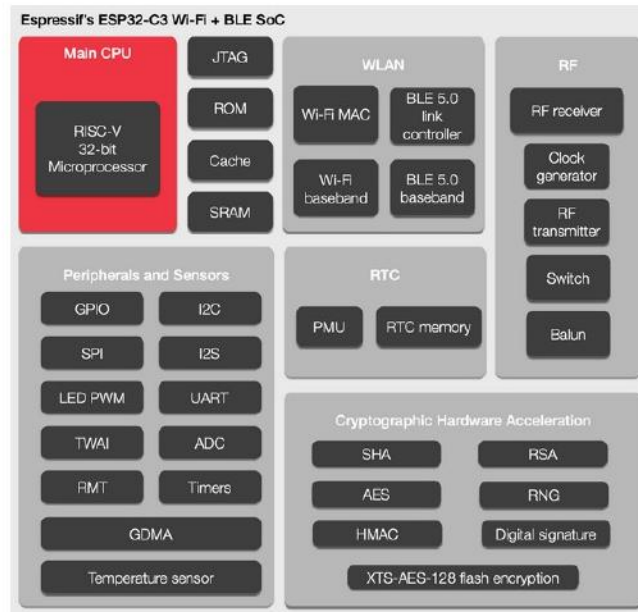 Espressif's ESP32-C3 Wi-Fi + BLE SoC
Main CPU
RISC-V
32-bit
Microprocessor
JTAG
ROM
Cache
SRAM
WLAN
Wi-Fi MAC
BLE 5.0
link
controller
Wi-Fi
baseband
BLE 5.0
baseband
RF
RF receiver
Clock
generator
RF
transmitter
Switch
Balun
Peripherals and Sensors
GPIO
I2C
SPI
I2S
LED PWM
UART
TWAI
ADC
RMT
Timers
GDMA
Temperature sensor
RTC
PMU
RTC memory
Cryptographic Hardware Acceleration
SHA
RSA
AES
RNG
HMAC
Digital signature
XTS-AES-128 flash encryption